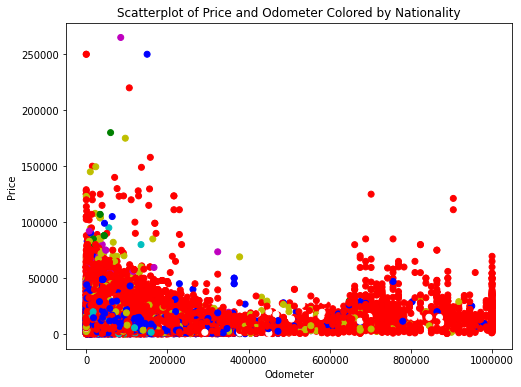 Scatterplot of Price and Odometer Colored by Nationality
250000
200000
150000
100000
50000
0
Price
0 200000 400000 600000 800000 1000000
Odometer